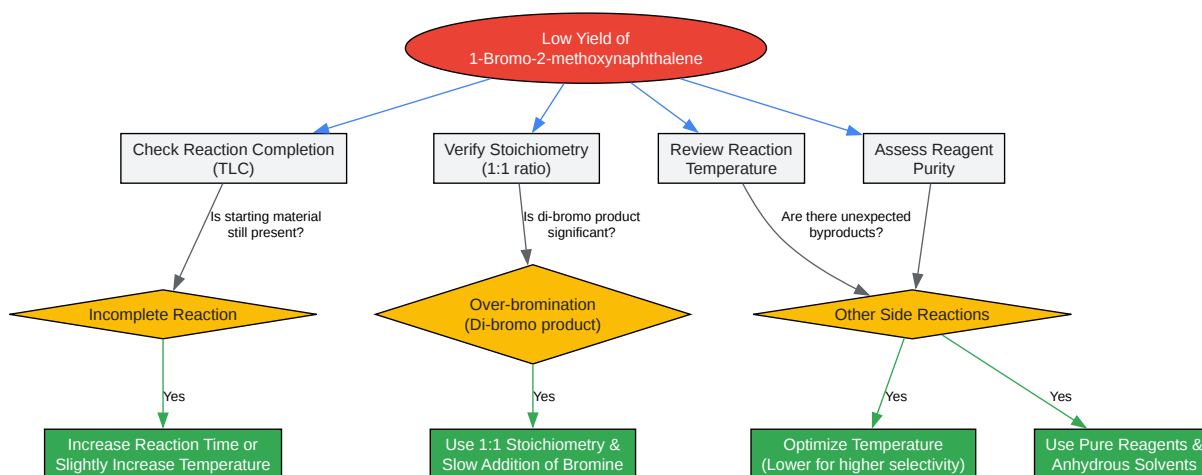 Low Yield of
1-Bromo-2-methoxynaphthalene
Check Reaction Completion
(TLC)
Verify Stoichiometry
(1:1 ratio)
Review Reaction
Temperature
Assess Reagent
Purity
Is starting material
still present?
Is di-bromo product
significant?
Are there unexpected
byproducts?
Incomplete Reaction
Over-bromination
(Di-bromo product)
Other Side Reactions
Yes
Yes
Yes
Yes
Increase Reaction Time or
Slightly Increase Temperature
Use 1:1 Stoichiometry &
Slow Addition of Bromine
Optimize Temperature
(Lower for higher selectivity)
Use Pure Reagents &
Anhydrous Solvents